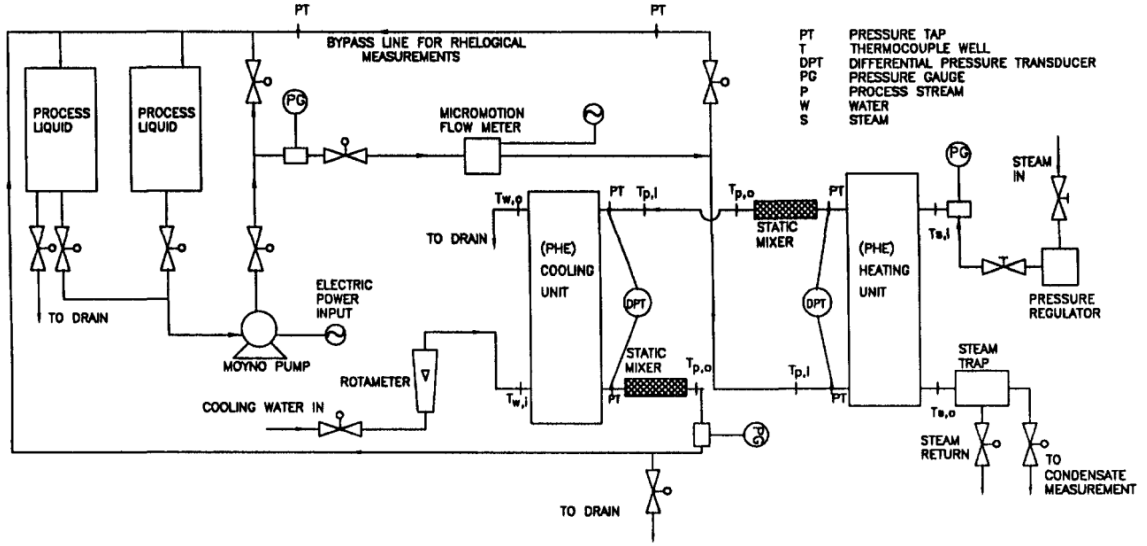 PT
PT
BYPASS LINE FOR RHELOGICAL
MEASUREMENTS
PT PRESSURE TAP
T THERMOCOUPLE WELL
DPT DIFFERENTIAL PRESSURE TRANSDUCER
PG PRESSURE GAUGE
P PROCESS STREAM
W WATER
S STEAM
PROCESS
LIQUID
PROCESS
LIQUID
PG
MICROMOTION
FLOW METER
PG
STEAM
IN
Tw,o
PT
Tp,i
Tp,o
PT
STATIC
MIXER
Ts,i
TO DRAIN
(PHE)
COOLING
UNIT
(PHE)
HEATING
UNIT
DPT
DPT
PRESSURE
REGULATOR
TO DRAIN
ELECTRIC
POWER
INPUT
MOYNO PUMP
ROTAMETER
STATIC
MIXER
Tp,o
Tp,i
STEAM
TRAP
Tw,i
PT
PT
Ts,o
COOLING WATER IN
PG
STEAM
RETURN
TO
CONDENSATE
MEASUREMENT
TO DRAIN